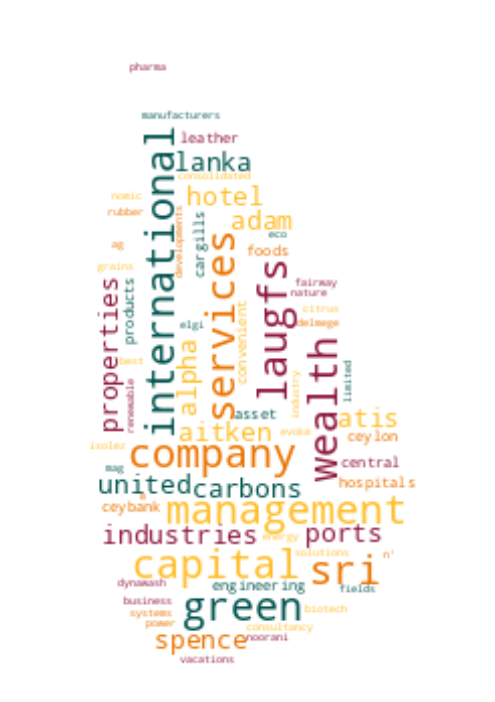 pharma
manufacturers
international
leather
lanka
consolidated
nomic
hotel
rubber
developments
cargills
adam
eco
ag
services
foods
grains
laugfs
properties
products
fairway
nature
convenient
citrus
elgi
delmege
wealth
alpha
best
limited
renewable
industry
asset
atis
aitken
evoke
ceylon
isolez
company
central
mag
united
carbons
hospitals
a
ceybank
management
industries
energy
ports
capital
solutions
n'
sri
dynawash
engineering
fields
business
green
biotech
systems
power
consultancy
spence
noorani
vacations